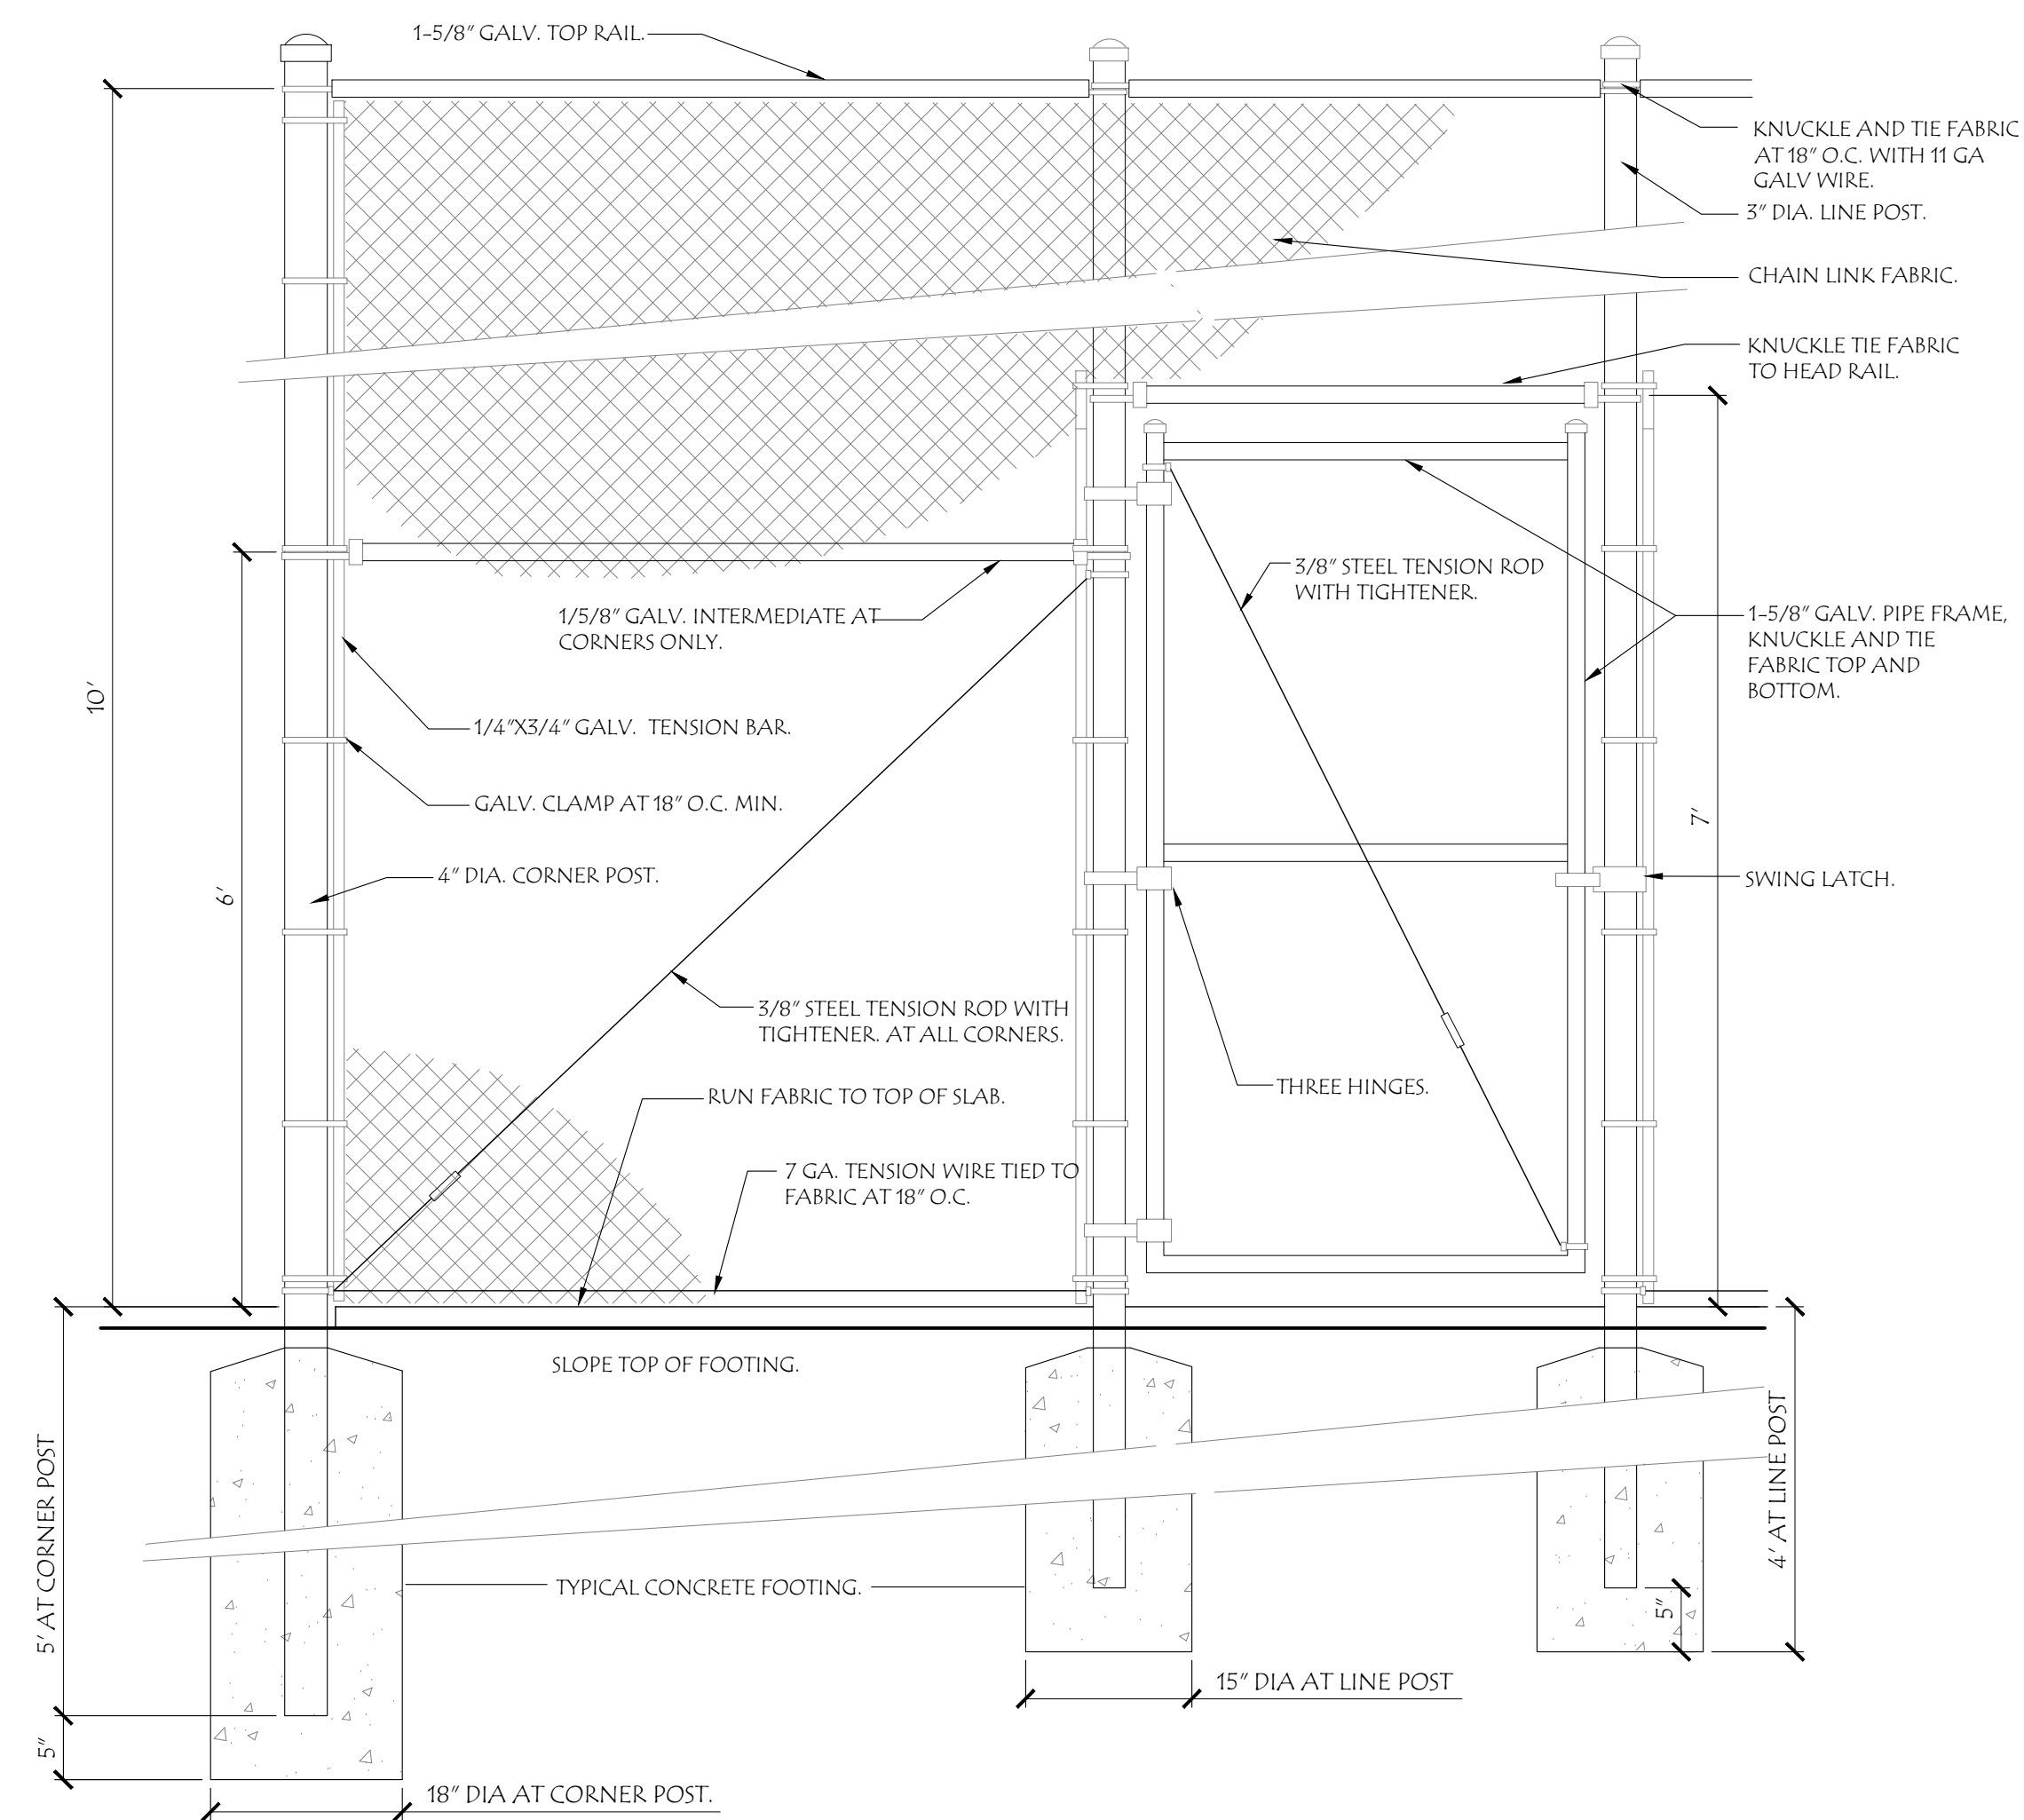 1-5/8" GALV. TOP RAIL.
KNUCKLE AND TIE FABRIC
AT 18" O.C. WITH 11 GA
GALV WIRE.
3" DIA. LINE POST.
CHAIN LINK FABRIC.
KNUCKLE TIE FABRIC
TO HEAD RAIL.
3/8" STEEL TENSION ROD
WITH TIGHTENER.
1/5/8" GALV. INTERMEDIATE AT
CORNERS ONLY.
1-5/8" GALV. PIPE FRAME,
KNUCKLE AND TIE
FABRIC TOP AND
BOTTOM.
10'
1/4"X3/4" GALV. TENSION BAR.
GALV. CLAMP AT 18" O.C. MIN.
7'
6'
4" DIA. CORNER POST.
SWING LATCH.
3/8" STEEL TENSION ROD WITH
TIGHTENER. AT ALL CORNERS.
THREE HINGES.
RUN FABRIC TO TOP OF SLAB.
7 GA. TENSION WIRE TIED TO
FABRIC AT 18" O.C.
SLOPE TOP OF FOOTING.
5' AT CORNER POST
4' AT LINE POST
TYPICAL CONCRETE FOOTING.
5"
15" DIA AT LINE POST
5"
18" DIA AT CORNER POST.